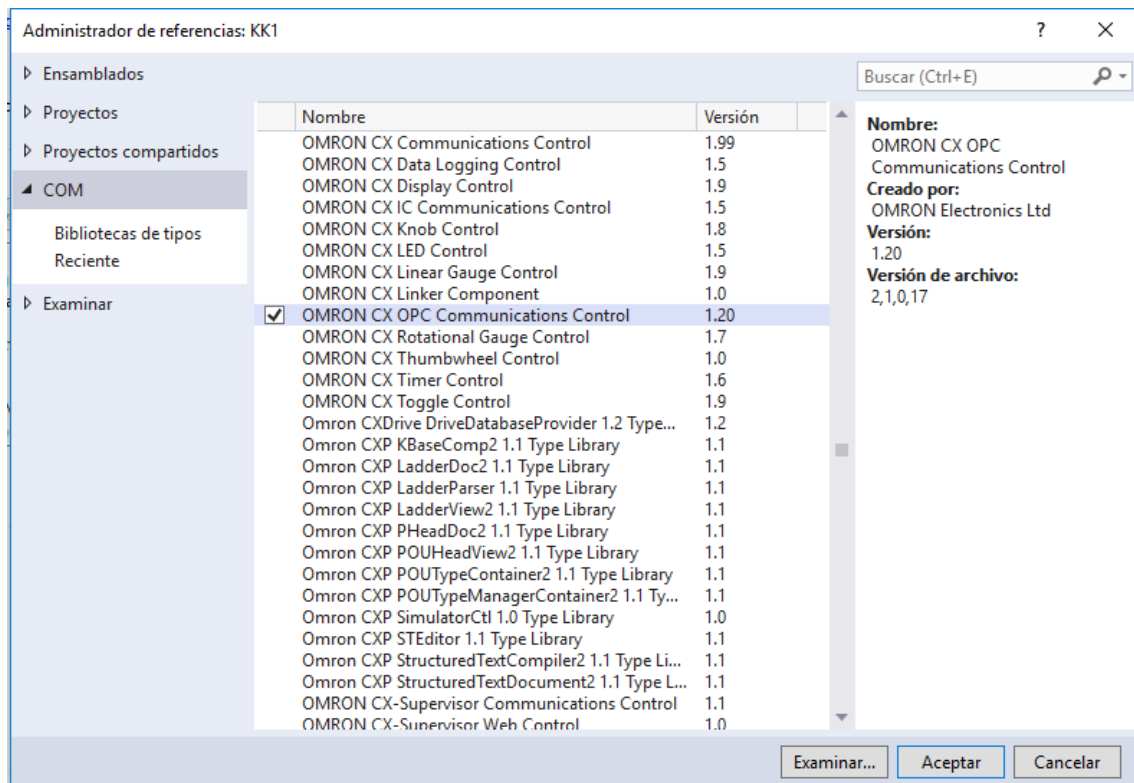 Administrador de referencias: KK1
?
Ensamblados
Proyectos
Proyectos compartidos
COM
Bibliotecas de tipos
Reciente
Examinar
Buscar (Ctrl+E)
Nombre Versión
OMRON CX Communications Control 1.99
OMRON CX Data Logging Control 1.5
OMRON CX Display Control 1.9
OMRON CX IC Communications Control 1.5
OMRON CX Knob Control 1.8
OMRON CX LED Control 1.5
OMRON CX Linear Gauge Control 1.9
OMRON CX Linker Component 1.0
OMRON CX OPC Communications Control 1.20
OMRON CX Rotational Gauge Control 1.7
OMRON CX Thumbwheel Control 1.0
OMRON CX Timer Control 1.6
OMRON CX Toggle Control 1.9
Omron CXDrive DriveDatabaseProvider 1.2 Type... 1.2
Omron CXP KBaseComp2 1.1 Type Library 1.1
Omron CXP LadderDoc2 1.1 Type Library 1.1
Omron CXP LadderParser 1.1 Type Library 1.1
Omron CXP LadderView2 1.1 Type Library 1.1
Omron CXP PHeadDoc2 1.1 Type Library 1.1
Omron CXP POUHeadView2 1.1 Type Library 1.1
Omron CXP POUTypeContainer2 1.1 Type Library 1.1
Omron CXP POUTypeManagerContainer2 1.1 Ty... 1.1
Omron CXP SimulatorCtl 1.0 Type Library 1.0
Omron CXP STEditor 1.1 Type Library 1.1
Omron CXP StructuredTextCompiler2 1.1 Type Li... 1.1
Omron CXP StructuredTextDocument2 1.1 Type L... 1.1
OMRON CX-Supervisor Communications Control 1.1
OMRON CX-Supervisor Web Control 1.0
Nombre:
OMRON CX OPC
Communications Control
Creado por:
OMRON Electronics Ltd
Versión:
1.20
Versión de archivo:
2,1,0,17
Examinar...
Aceptar
Cancelar